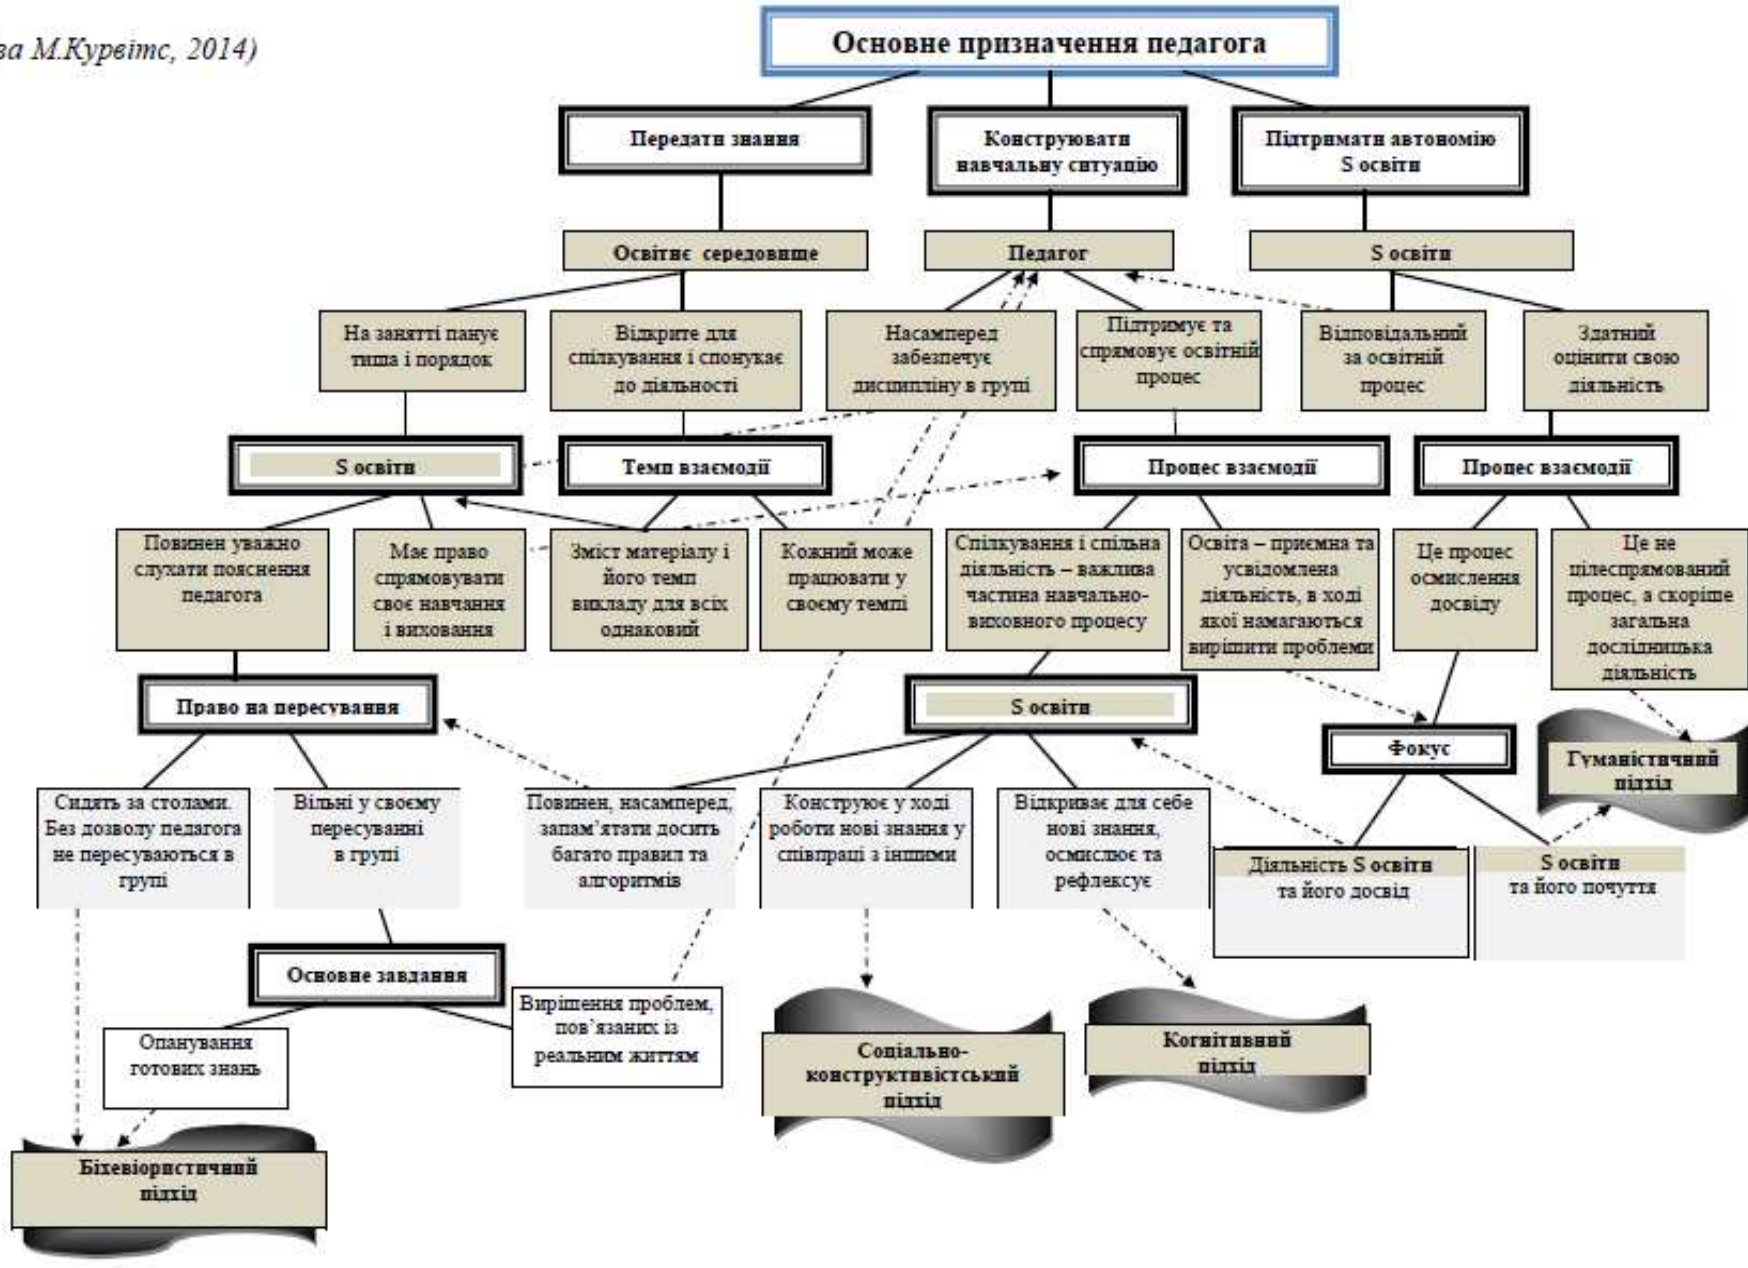 за М.Курвітс, 2014)
Основне призначення педагога
Передати знання
Конструювати
навчальну ситуацію
Підтримати автономію
S освіти
Освітнє середовище
Педагог
S освіти
На занятті панує
тиша і порядок
Відкрите для
спілкування і спонукає
до діяльності
Насамперед
забезпечує
дисципліну в групі
Підтримує та
спрямовує освітній
процес
Відповідальний
за освітній
процес
Здатний
оцінити свою
діяльність
S освіти
Темп взаємодії
Процес взаємодії
Процес взаємодії
Повинен уважно
слухати пояснення
педагога
Має право
спрямовувати
своє навчання
і виховання
Зміст матеріалу і
його темп
викладу для всіх
однаковий
Кожний може
працювати у
своєму темпі
Спілкування і спільна
діяльність – важлива
частина навчально-
виховного процесу
Освіта – приємна та
усвідомлена
діяльність, в ході
якої намагаються
вирішити проблеми
Це процес
осмислення
досвіду
Це не
цілеспрямований
процес, а скоріше
загальна
дослідницька
діяльність
Право на пересування
S освіти
Фокус
Гуманістичний
підхід
Сидять за столами.
Без дозволу педагога
не пересуваються в
групі
Вільні у своєму
пересуванні
в групі
Повинен, насамперед,
запам’ятати досить
багато правил та
алгоритмів
Конструює у ході
роботи нові знання у
співпраці з іншими
Відкриває для себе
нові знання,
осмислює та
рефлексує
Діяльність S освіти
та його досвід
S освіти
та його почуття
Основне завдання
Опанування
готових знань
Вирішення проблем,
пов’язаних із
реальним життям
Соціально-
конструктивістський
підхід
Когнітивний
підхід
Біхевіористичний
підхід